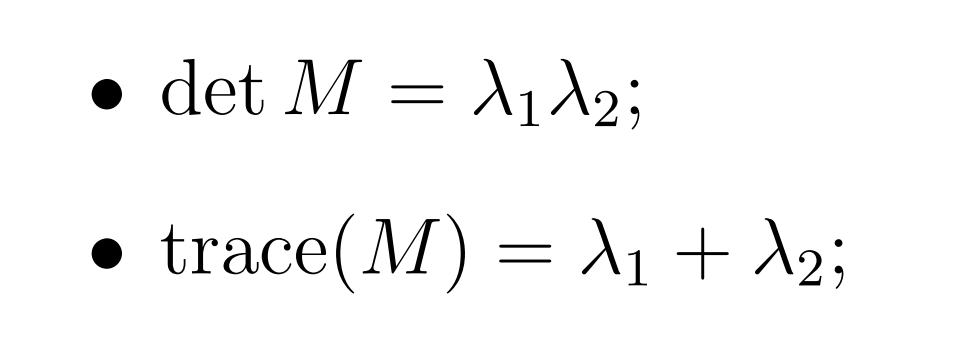 • det M = λ₁λ₂;
• trace(M) = λ₁ + λ₂;